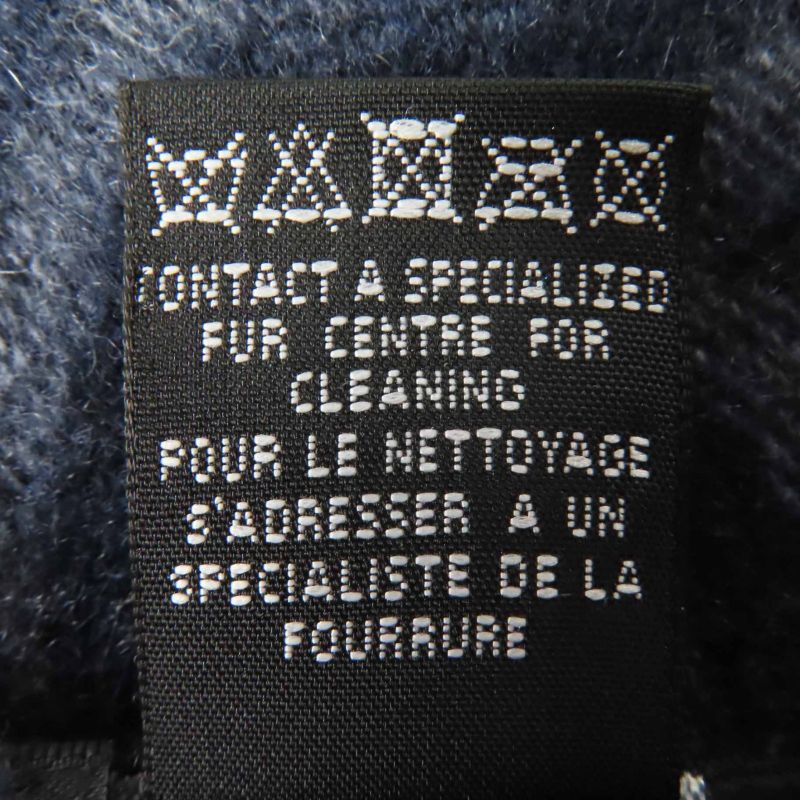 CONTACT A SPECIALIZED
FUR CENTRE FOR
CLEANING
POUR LE NETTOYAGE
S'ADRESSER A UN
SPECIALISTE DE LA
FOURRURE